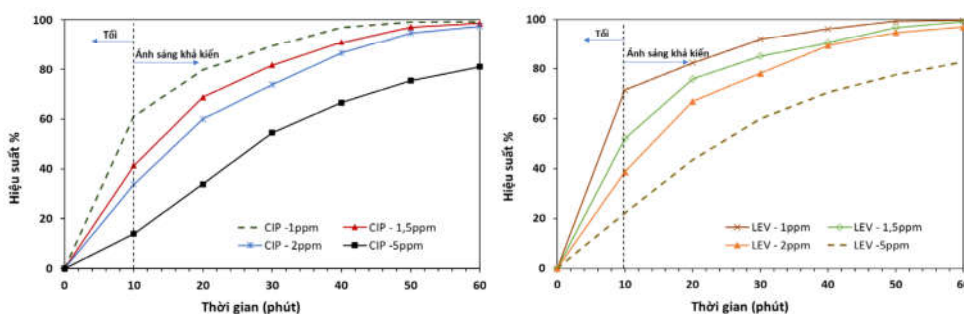 100
80
60
40
20
0
Hiệu suất %
Tối
Ánh sáng khả kiến
CIP -1ppm
CIP - 1,5ppm
CIP - 2ppm
CIP -5ppm
0 10 20 30 40 50 60
Thời gian (phút)
100
80
60
40
20
0
Hiệu suất %
Tối
Ánh sáng khả kiến
LEV - 1ppm
LEV - 1,5ppm
LEV - 2ppm
LEV -5ppm
0 10 20 30 40 50 60
Thời gian (phút)